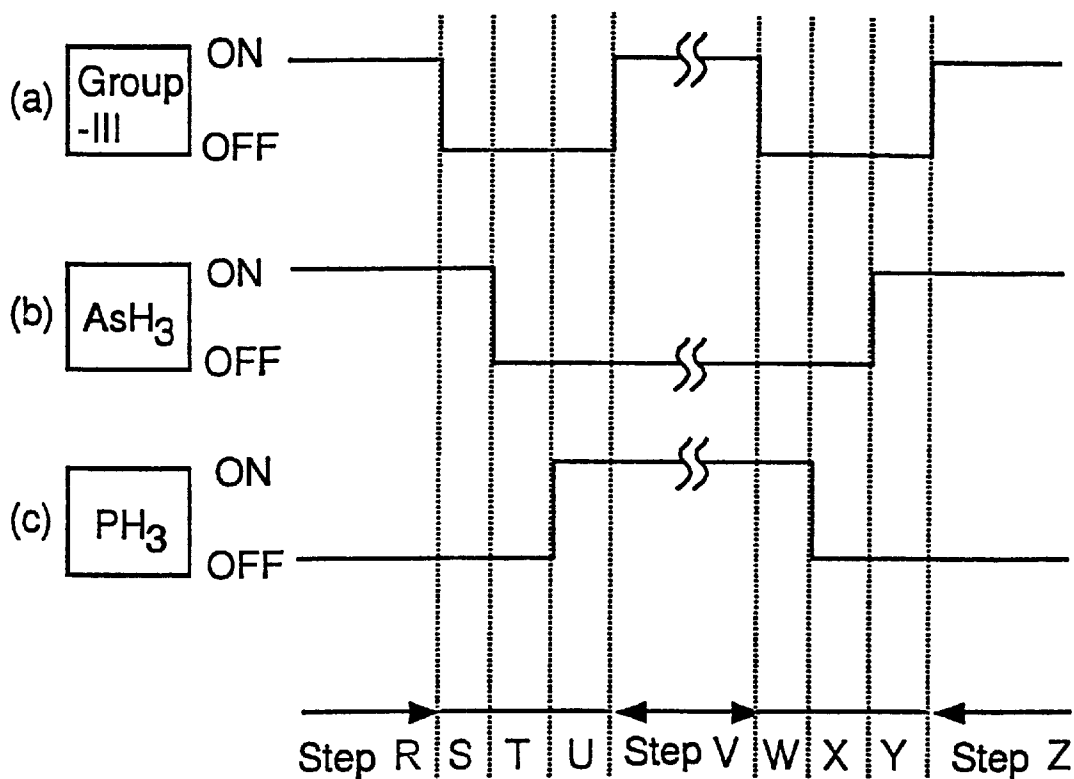 ON
(a) Group
-III
OFF
ON
(b) AsH3
OFF
ON
(c) PH3
OFF
Step R S T U Step V W X Y Step Z